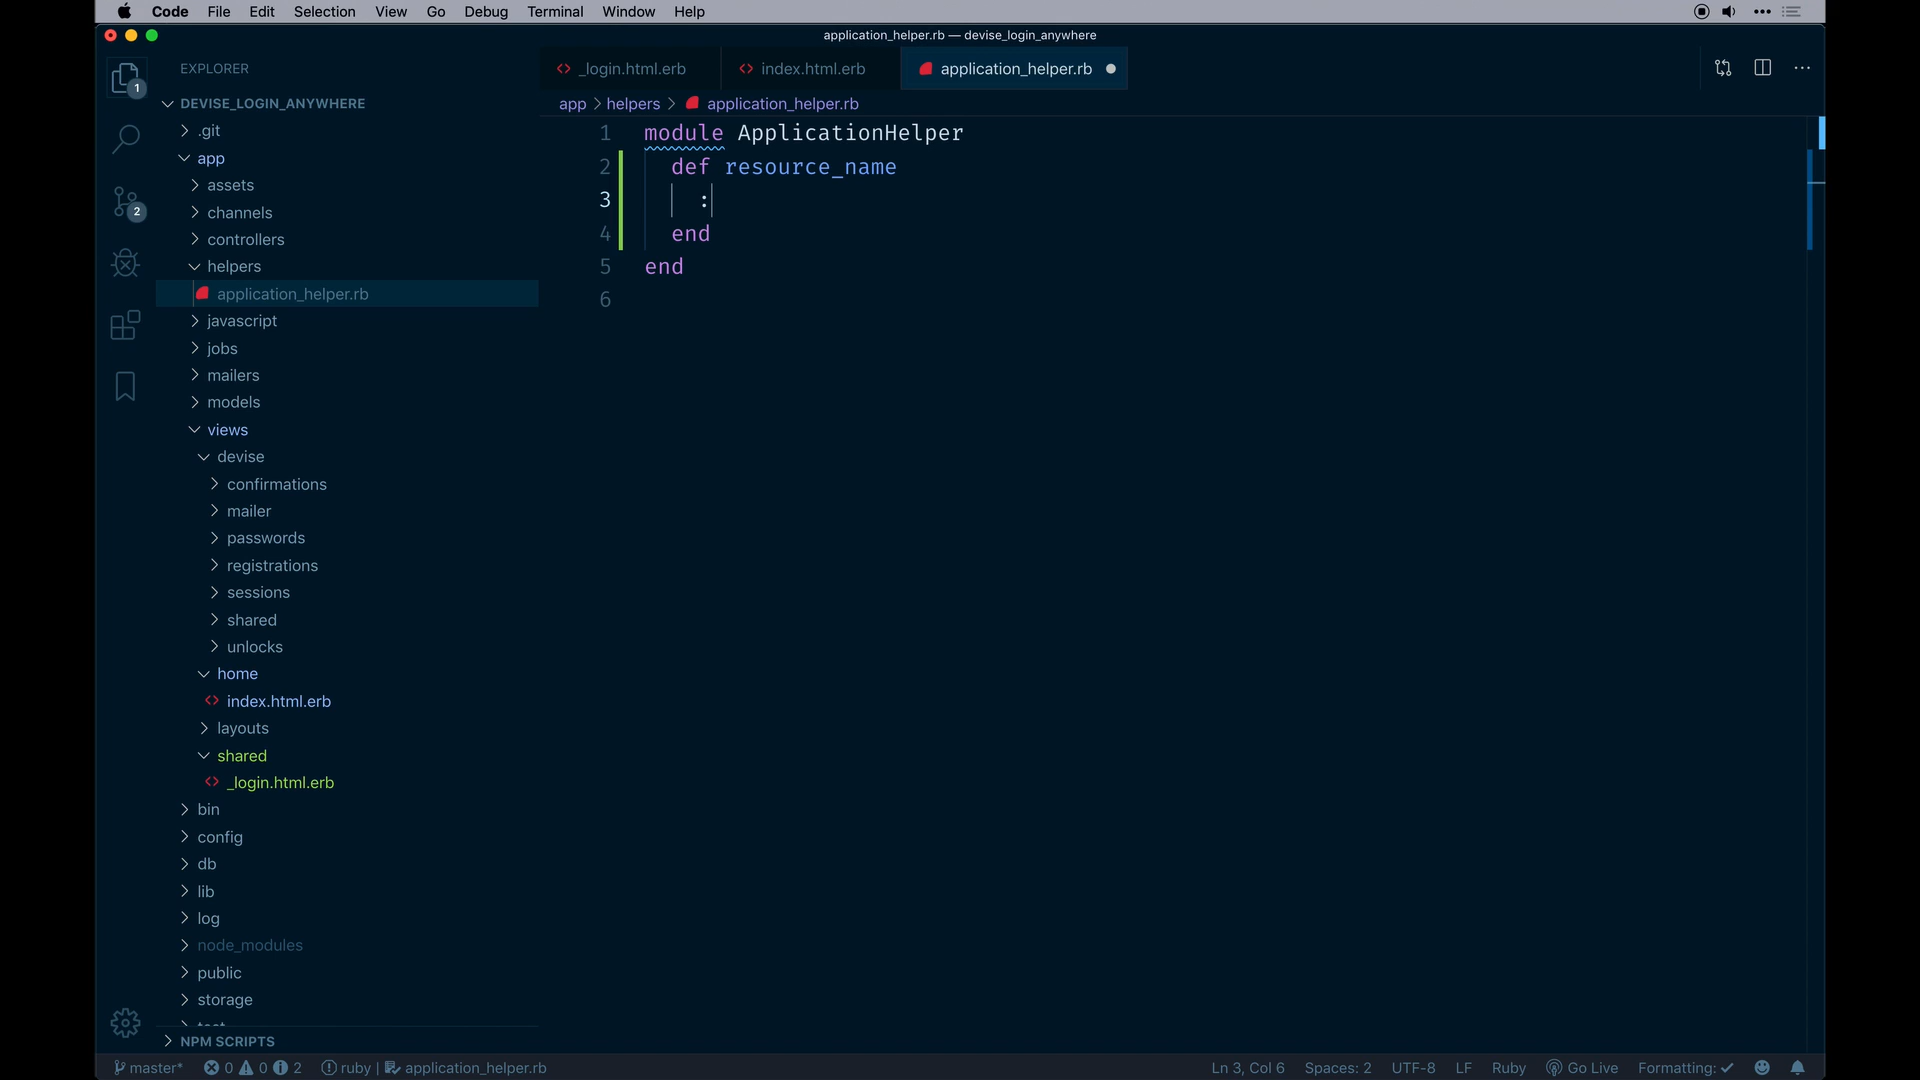 Code File Edit Selection View Go Debug Terminal Window Help
application_helper.rb — devise_login_anywhere
1
2
EXPLORER
DEVISE_LOGIN_ANYWHERE
.git
app
assets
channels
controllers
helpers
application_helper.rb
javascript
jobs
mailers
models
views
devise
confirmations
mailer
passwords
registrations
sessions
shared
unlocks
home
index.html.erb
layouts
shared
_login.html.erb
bin
config
db
lib
log
node_modules
public
storage
test
NPM SCRIPTS
_login.html.erb index.html.erb application_helper.rb
app > helpers > application_helper.rb
1 module ApplicationHelper
2 def resource_name
3 :
4 end
5 end
6
master* 0 0 2 ruby | application_helper.rb Ln 3, Col 6 Spaces: 2 UTF-8 LF Ruby Go Live Formatting: ✓